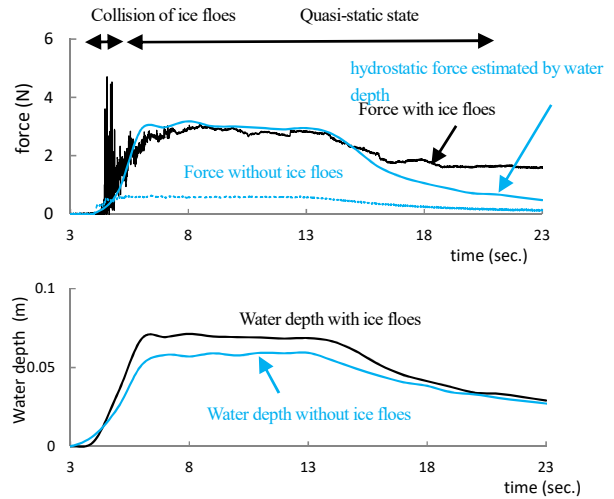 Collision of ice floes
Quasi-static state
6
4
2
0
force (N)
hydrostatic force estimated by water
depth
Force with ice floes
Force without ice floes
3
8
13
18
23
time (sec.)
0.1
0.05
0
Water depth (m)
Water depth with ice floes
Water depth without ice floes
3
8
13
18
23
time (sec.)